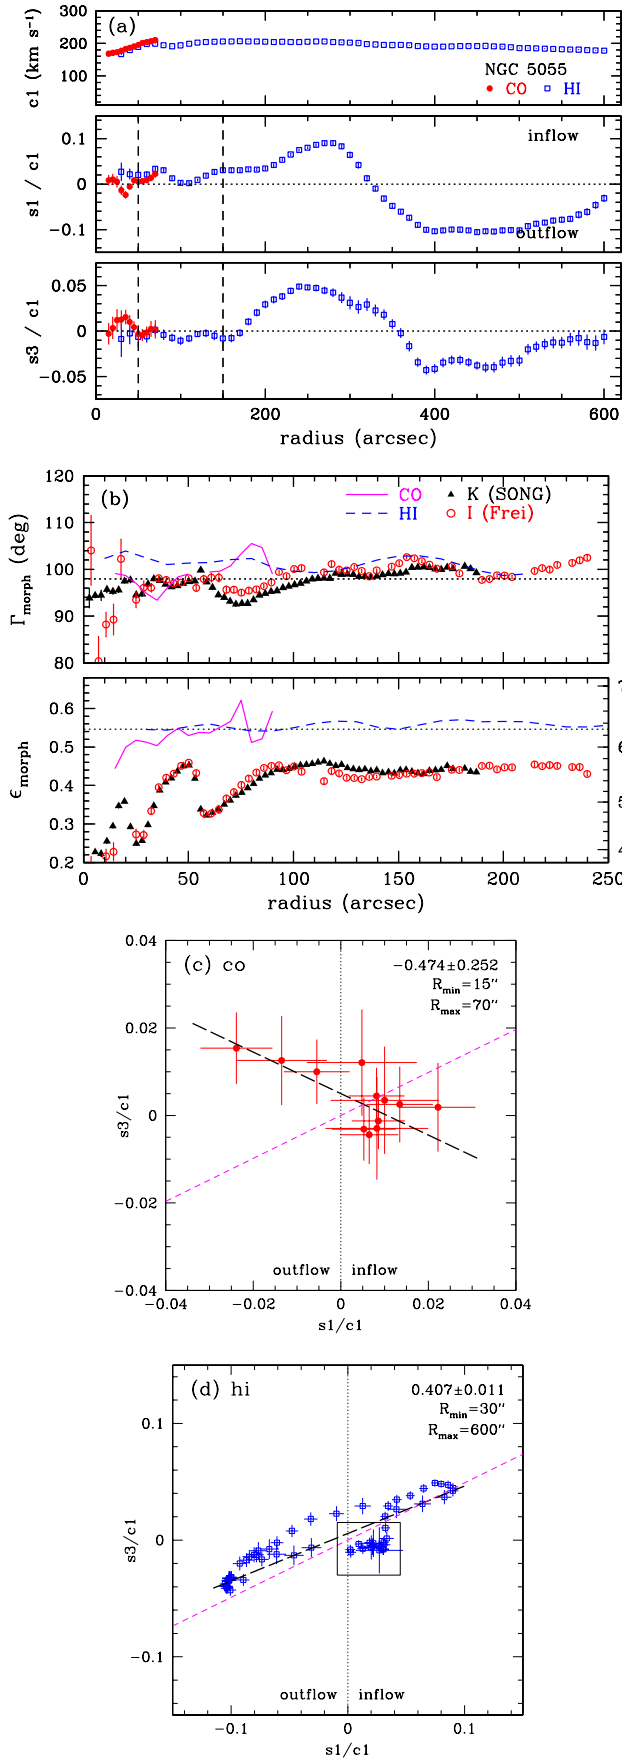 (a)
c1 (km s⁻¹)
300
200
100
NGC 5055
CO HI
s1 / c1
0.1
0
−0.1
inflow
outflow
s3 / c1
0.05
0
−0.05
0 200 400 600
radius (arcsec)
(b)
Γmorph (deg)
120
110
100
90
80
CO K (SONG)
HI I (Frei)
ϵmorph
0.6
0.5
0.4
0.3
0.2
7
6
5
4
0 50 100 150 200 250
radius (arcsec)
(c) co
−0.474±0.252
Rmin=15″
Rmax=70″
s3/c1
0.04
0.02
0
−0.02
−0.04
outflow inflow
−0.04 −0.02 0 0.02 0.04
s1/c1
(d) hi
0.407±0.011
Rmin=30″
Rmax=600″
s3/c1
0.1
0
−0.1
outflow inflow
−0.1 0 0.1
s1/c1